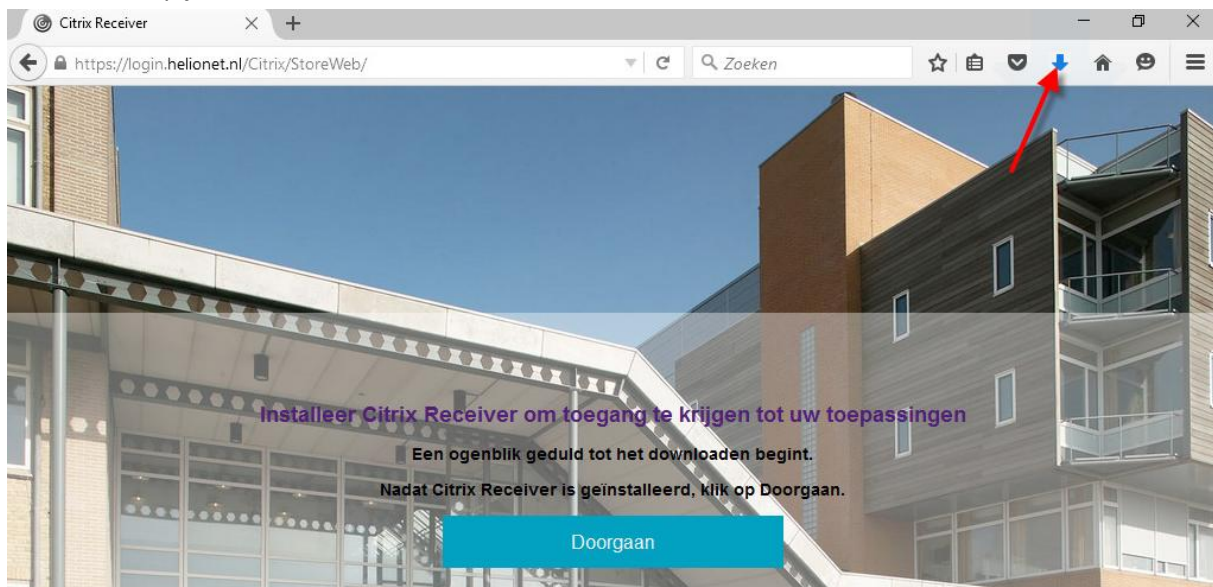 Citrix Receiver
https://login.helionet.nl/Citrix/StoreWeb/
Zoeken
Installeer Citrix Receiver om toegang te krijgen tot uw toepassingen
Een ogenblik geduld tot het downloaden begint.
Nadat Citrix Receiver is geïnstalleerd, klik op Doorgaan.
Doorgaan